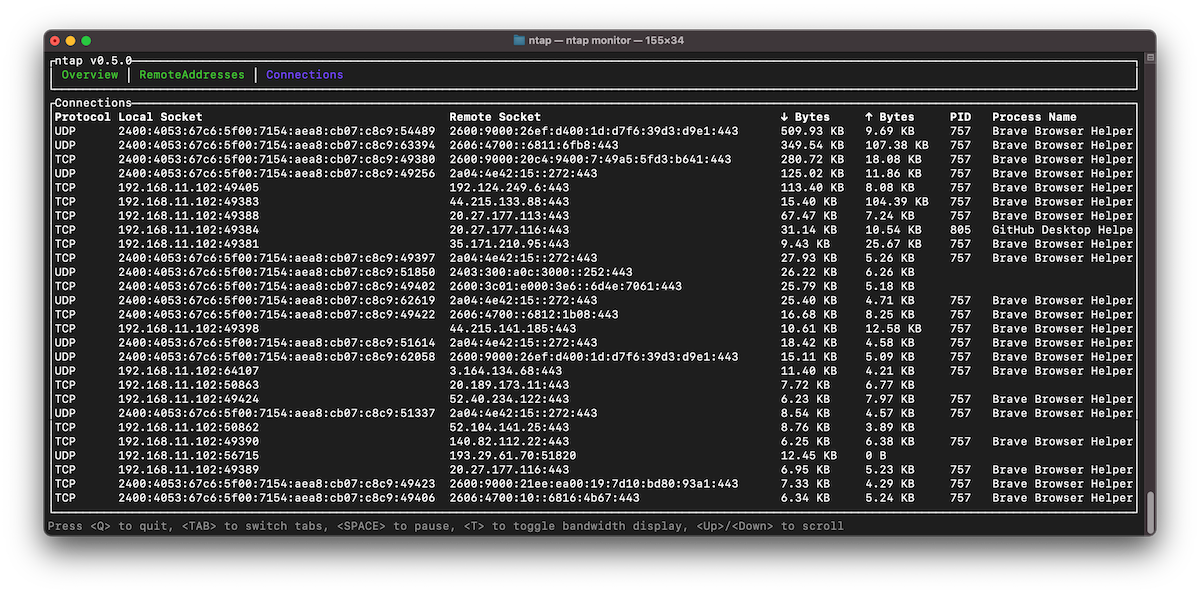 ntap — ntap monitor — 155×34
ntap v0.5.0
Overview | RemoteAddresses | Connections
Connections
Protocol Local Socket Remote Socket ↓ Bytes ↑ Bytes PID Process Name
UDP 2400:4053:67c6:5f00:7154:aea8:cb07:c8c9:54489 2600:9000:26ef:d400:1d:d7f6:39d3:d9e1:443 509.93 KB 9.69 KB 757 Brave Browser Helper
UDP 2400:4053:67c6:5f00:7154:aea8:cb07:c8c9:63394 2606:4700::6811:6fb8:443 349.54 KB 107.38 KB 757 Brave Browser Helper
TCP 2400:4053:67c6:5f00:7154:aea8:cb07:c8c9:49380 2600:9000:20c4:9400:7:49a5:5fd3:b641:443 280.72 KB 18.08 KB 757 Brave Browser Helper
UDP 2400:4053:67c6:5f00:7154:aea8:cb07:c8c9:49256 2a04:4e42:15::272:443 125.02 KB 11.86 KB 757 Brave Browser Helper
TCP 192.168.11.102:49405 192.124.249.6:443 113.40 KB 8.08 KB 757 Brave Browser Helper
TCP 192.168.11.102:49383 44.215.133.88:443 15.40 KB 104.39 KB 757 Brave Browser Helper
TCP 192.168.11.102:49388 20.27.177.113:443 67.47 KB 7.24 KB 757 Brave Browser Helper
TCP 192.168.11.102:49384 20.27.177.116:443 31.14 KB 10.54 KB 805 GitHub Desktop Helpe
TCP 192.168.11.102:49381 35.171.210.95:443 9.43 KB 25.67 KB 757 Brave Browser Helper
TCP 2400:4053:67c6:5f00:7154:aea8:cb07:c8c9:49397 2a04:4e42:15::272:443 27.93 KB 5.26 KB 757 Brave Browser Helper
UDP 2400:4053:67c6:5f00:7154:aea8:cb07:c8c9:51850 2403:300:a0c:3000::252:443 26.22 KB 6.26 KB
TCP 2400:4053:67c6:5f00:7154:aea8:cb07:c8c9:49402 2600:3c01:e000:3e6::6d4e:7061:443 25.79 KB 5.18 KB
UDP 2400:4053:67c6:5f00:7154:aea8:cb07:c8c9:62619 2a04:4e42:15::272:443 25.40 KB 4.71 KB 757 Brave Browser Helper
TCP 2400:4053:67c6:5f00:7154:aea8:cb07:c8c9:49422 2606:4700::6812:1b08:443 16.68 KB 8.25 KB 757 Brave Browser Helper
TCP 192.168.11.102:49398 44.215.141.185:443 10.61 KB 12.58 KB 757 Brave Browser Helper
UDP 2400:4053:67c6:5f00:7154:aea8:cb07:c8c9:51614 2a04:4e42:15::272:443 18.42 KB 4.58 KB 757 Brave Browser Helper
UDP 2400:4053:67c6:5f00:7154:aea8:cb07:c8c9:62058 2600:9000:26ef:d400:1d:d7f6:39d3:d9e1:443 15.11 KB 5.09 KB 757 Brave Browser Helper
UDP 192.168.11.102:64107 3.164.134.68:443 11.40 KB 4.21 KB 757 Brave Browser Helper
TCP 192.168.11.102:50863 20.189.173.11:443 7.72 KB 6.77 KB
TCP 192.168.11.102:49424 52.40.234.122:443 6.23 KB 7.97 KB 757 Brave Browser Helper
UDP 2400:4053:67c6:5f00:7154:aea8:cb07:c8c9:51337 2a04:4e42:15::272:443 8.54 KB 4.57 KB 757 Brave Browser Helper
TCP 192.168.11.102:50862 52.104.141.25:443 8.76 KB 3.89 KB
TCP 192.168.11.102:49390 140.82.112.22:443 6.25 KB 6.38 KB 757 Brave Browser Helper
UDP 192.168.11.102:56715 193.29.61.70:51820 12.45 KB 0 B
TCP 192.168.11.102:49389 20.27.177.116:443 6.95 KB 5.23 KB 757 Brave Browser Helper
TCP 2400:4053:67c6:5f00:7154:aea8:cb07:c8c9:49423 2600:9000:21ee:ea00:19:7d10:bd80:93a1:443 7.33 KB 4.29 KB 757 Brave Browser Helper
TCP 2400:4053:67c6:5f00:7154:aea8:cb07:c8c9:49406 2606:4700:10::6816:4b67:443 6.34 KB 5.24 KB 757 Brave Browser Helper
Press <Q> to quit, <TAB> to switch tabs, <SPACE> to pause, <T> to toggle bandwidth display, <Up>/<Down> to scroll